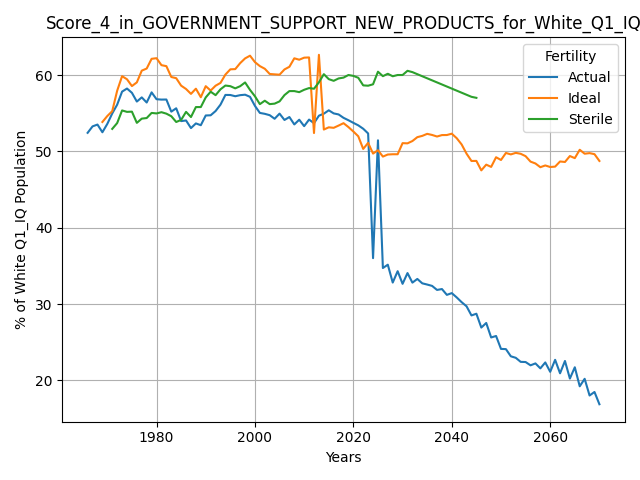 Score_4_in_GOVERNMENT_SUPPORT_NEW_PRODUCTS_for_White_Q1_IQ
% of White Q1_IQ Population
60
50
40
30
20
Fertility
Actual
Ideal
Sterile
1980
2000
2020
2040
2060
Years